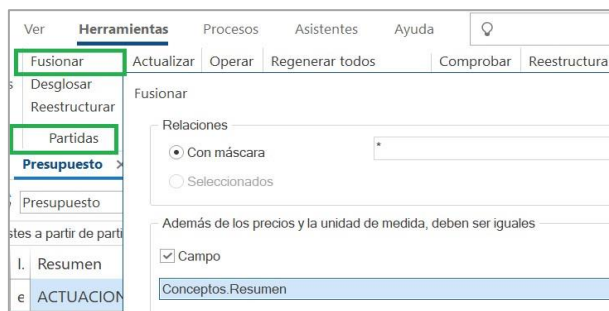 Ver Herramientas Procesos Asistentes Ayuda
Fusionar Actualizar Operar Regenerar todos Comprobar Reestructura
s Desglosar
Fusionar
Reestructurar
Relaciones
Partidas
Con máscara *
Presupuesto ×
Seleccionados
Presupuesto
Además de los precios y la unidad de medida, deben ser iguales
stes a partir de parti
Campo
I. Resumen
Conceptos.Resumen
e ACTUACION